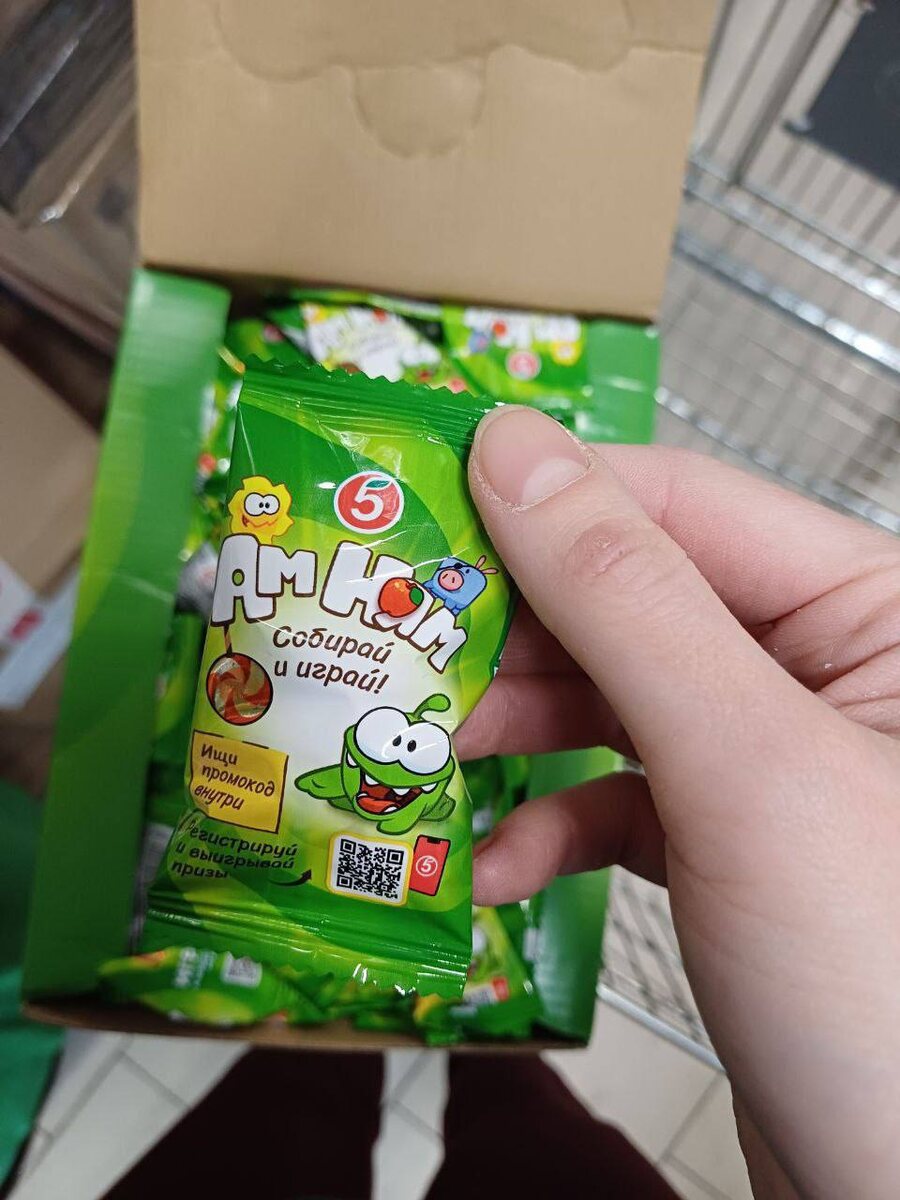 5
Ам Ням
Собирай
и играй!
Ищи
промокод
внутри
Регистрируй
и выигрывай
призы
5